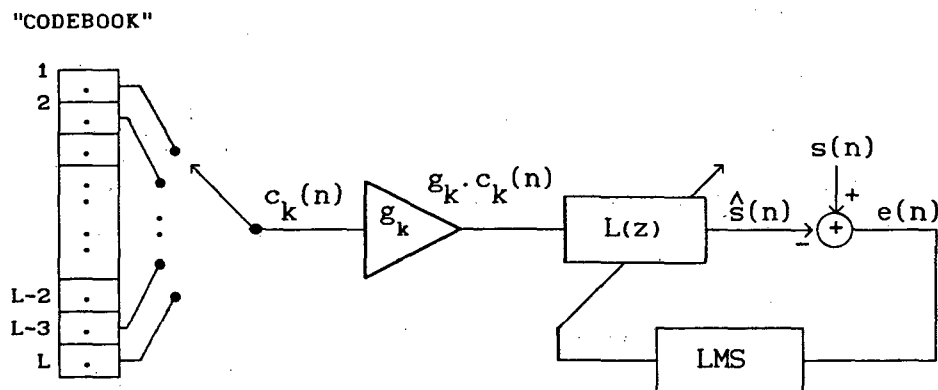 "CODEBOOK"
1
2
L-2
L-3
L
c_k(n)
g_k
g_k.c_k(n)
L(z)
ŝ(n)
s(n)
+
-
+
e(n)
LMS